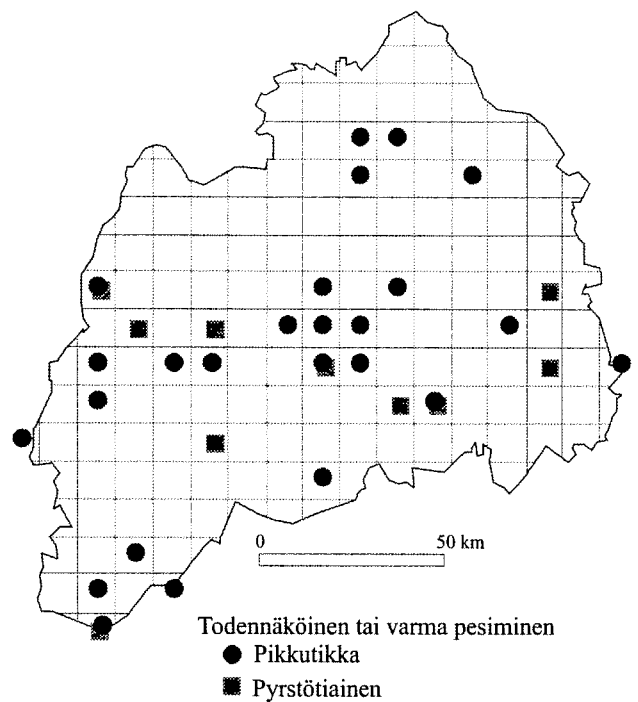 0 50 km
Todennäköinen tai varma pesiminen
Pikkutikka
Pyrstötiainen